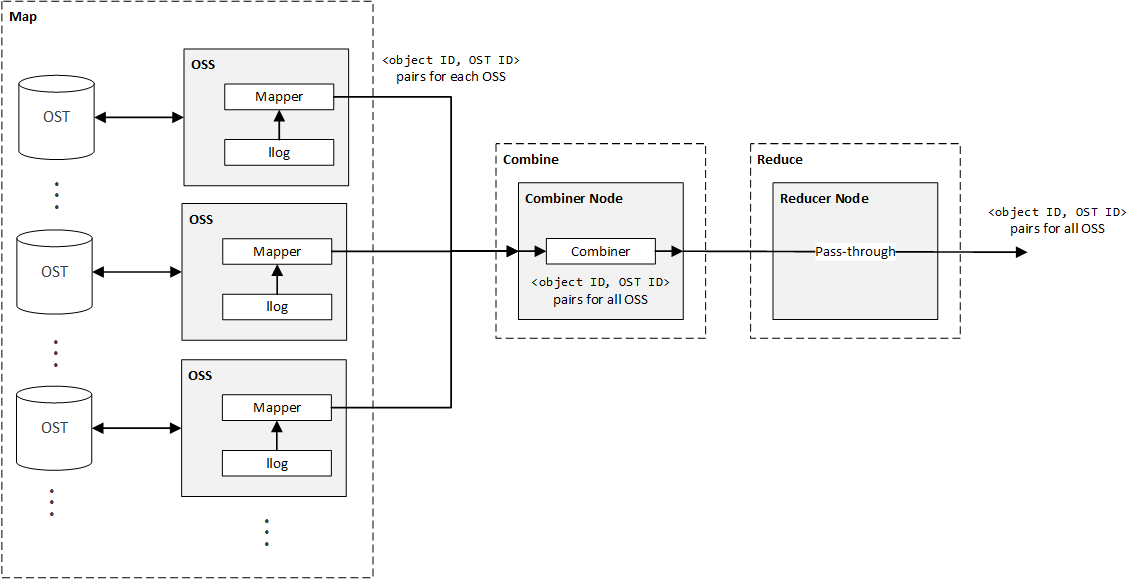 Map
OST
OSS
Mapper
llog
<object ID, OST ID>
pairs for each OSS
OST
OSS
Mapper
llog
OST
OSS
Mapper
llog
Combine
Combiner Node
Combiner
<object ID, OST ID>
pairs for all OSS
Reduce
Reducer Node
Pass-through
<object ID, OST ID>
pairs for all OSS